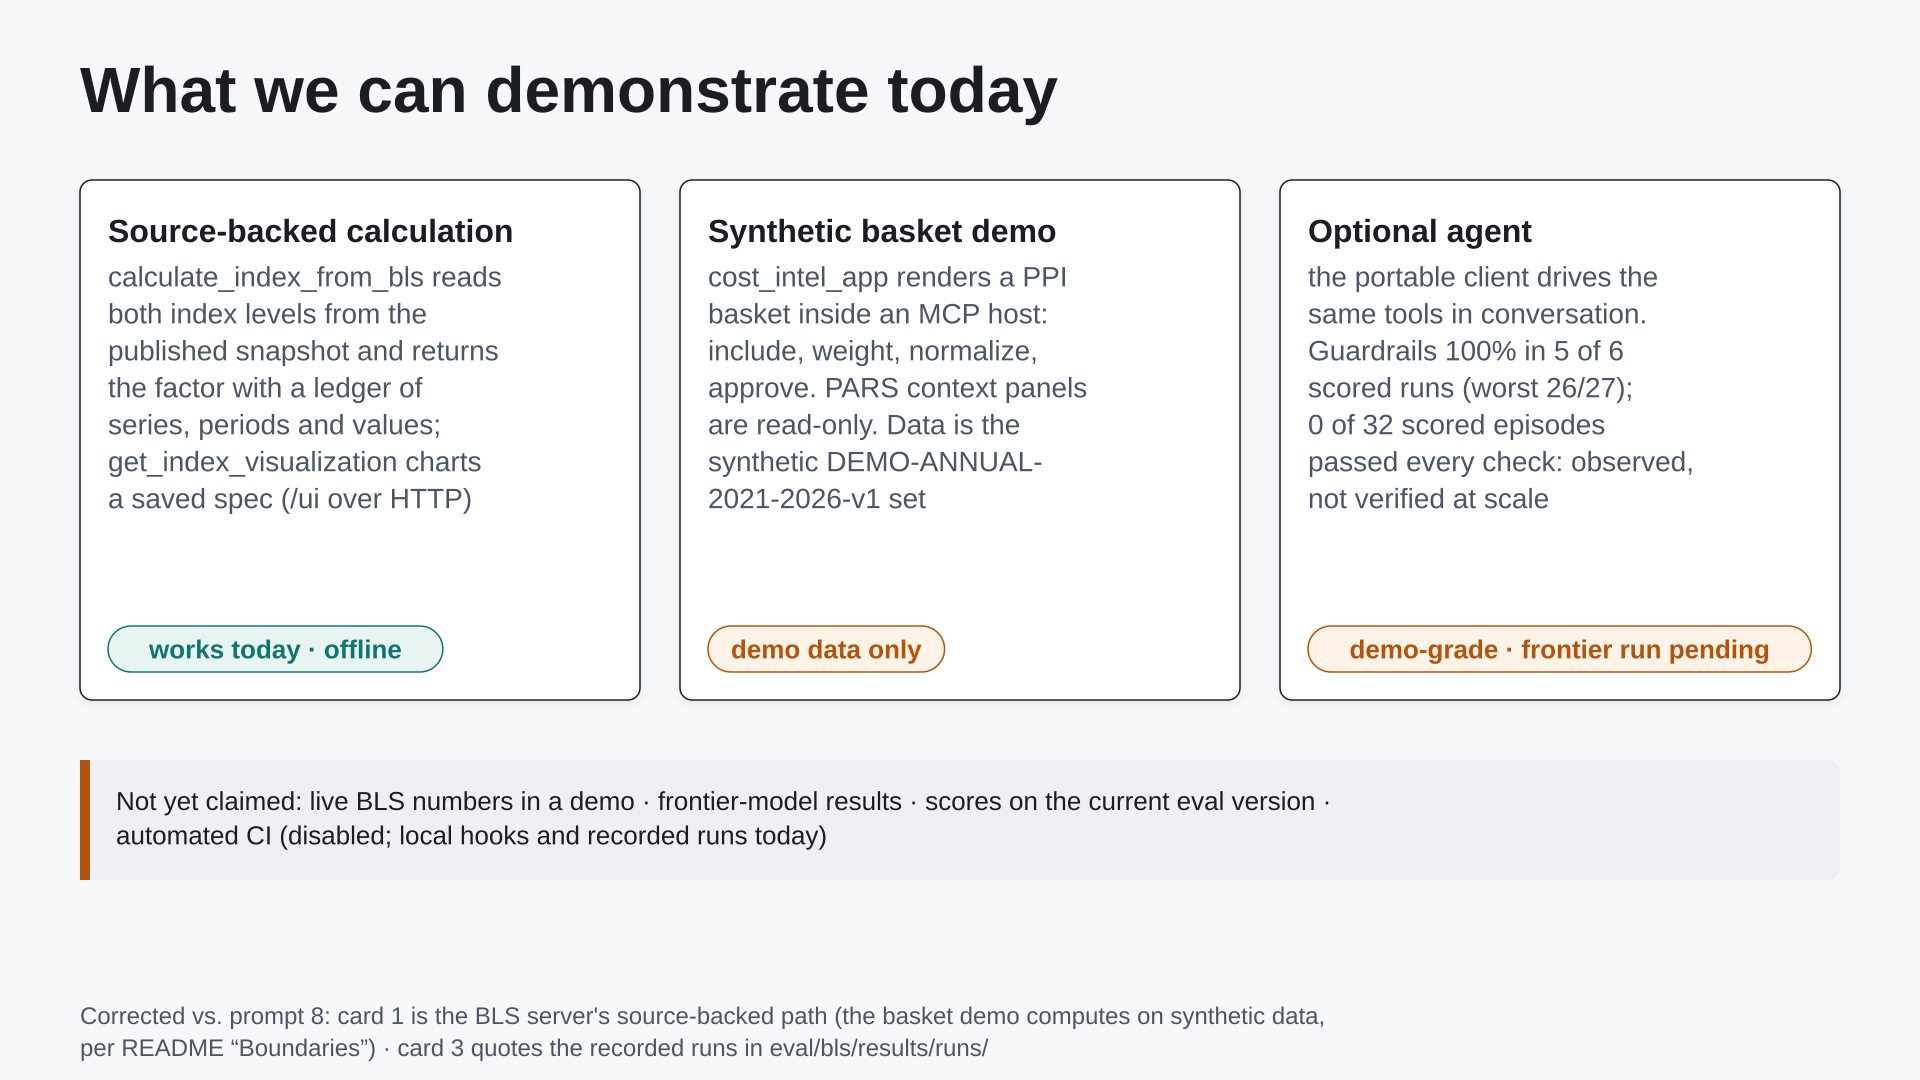 What we can demonstrate today
Source-backed calculation
calculate_index_from_bls reads
both index levels from the
published snapshot and returns
the factor with a ledger of
series, periods and values;
get_index_visualization charts
a saved spec (/ui over HTTP)
works today · offline
Synthetic basket demo
cost_intel_app renders a PPI
basket inside an MCP host:
include, weight, normalize,
approve. PARS context panels
are read-only. Data is the
synthetic DEMO-ANNUAL-
2021-2026-v1 set
demo data only
Optional agent
the portable client drives the
same tools in conversation.
Guardrails 100% in 5 of 6
scored runs (worst 26/27);
0 of 32 scored episodes
passed every check: observed,
not verified at scale
demo-grade · frontier run pending
Not yet claimed: live BLS numbers in a demo · frontier-model results · scores on the current eval version ·
automated CI (disabled; local hooks and recorded runs today)
Corrected vs. prompt 8: card 1 is the BLS server's source-backed path (the basket demo computes on synthetic data,
per README “Boundaries”) · card 3 quotes the recorded runs in eval/bls/results/runs/